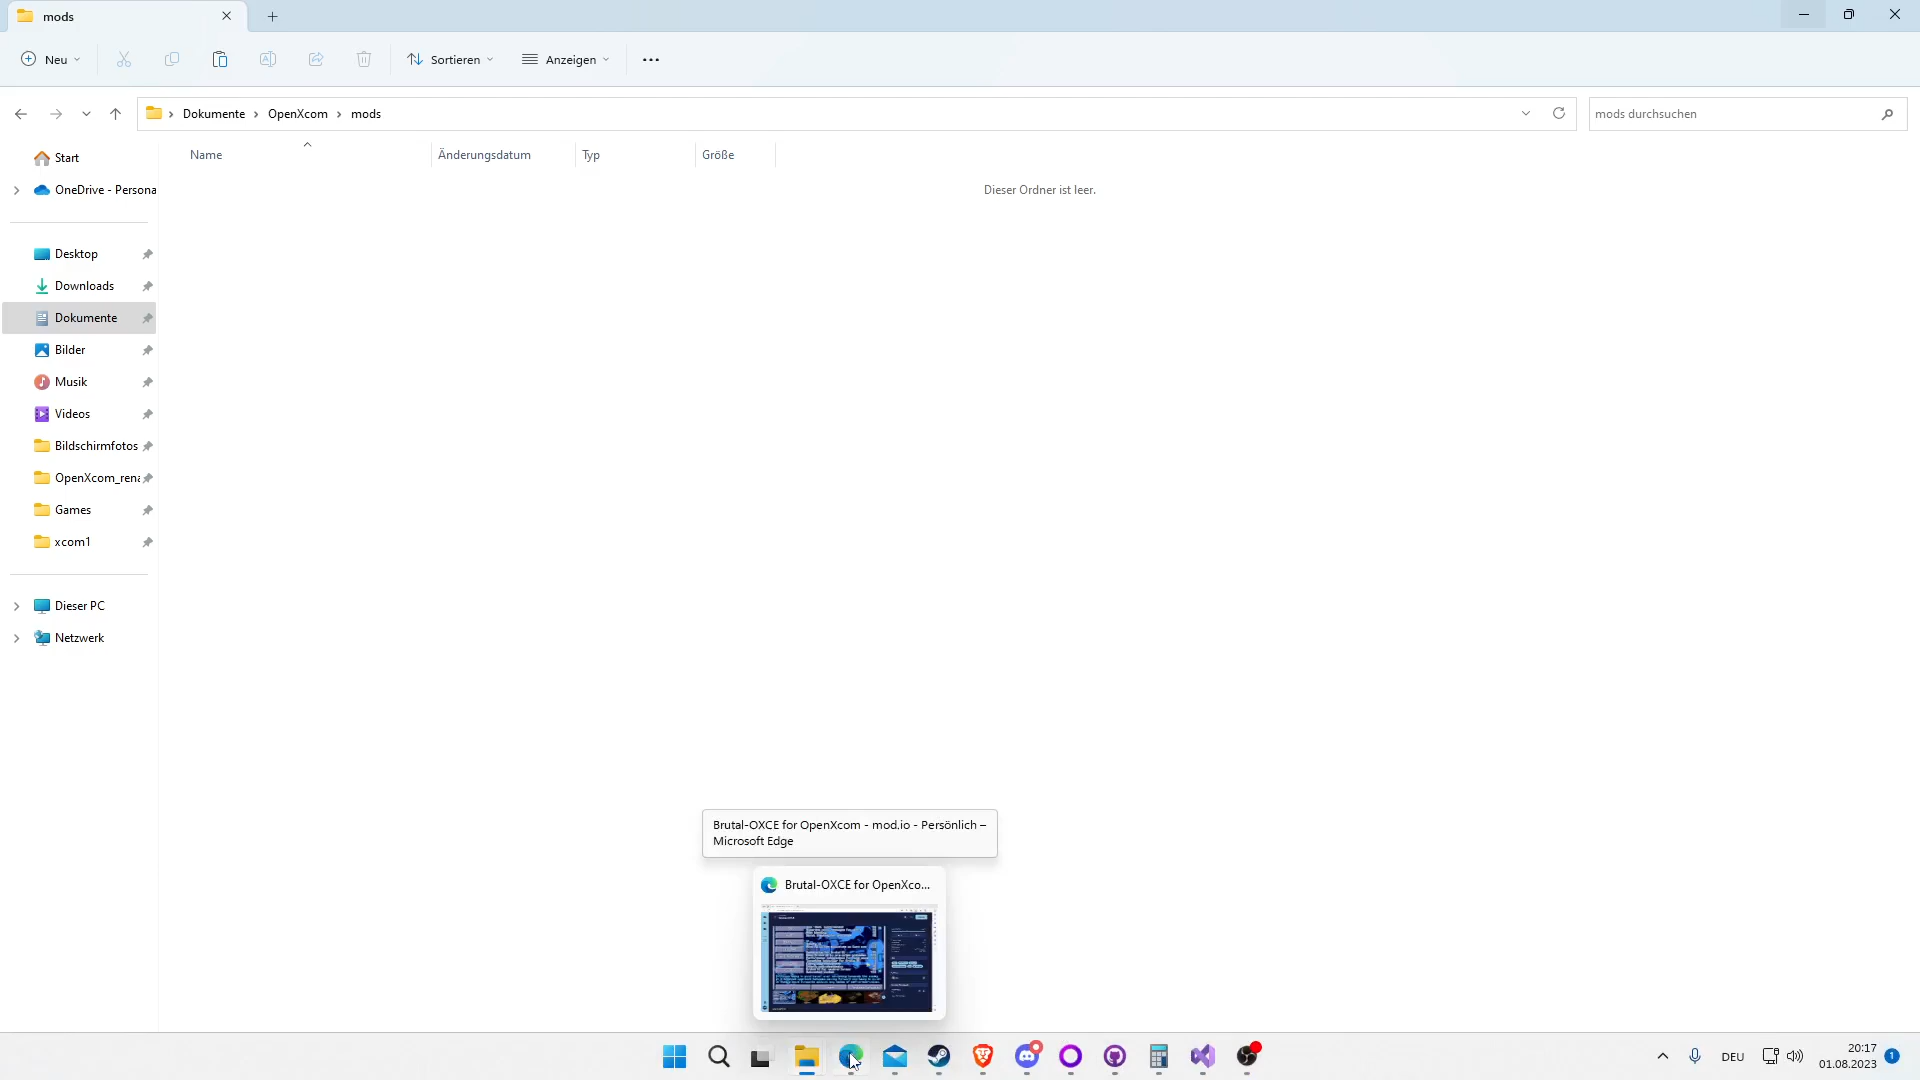 mods
Neu
Sortieren
Anzeigen
Dokumente
OpenXcom
mods
mods durchsuchen
Name
Änderungsdatum
Typ
Größe
Dieser Ordner ist leer.
Start
OneDrive - Persona
Desktop
Downloads
Dokumente
Bilder
Musik
Videos
Bildschirmfotos
OpenXcom_rena
Games
xcom1
Dieser PC
Netzwerk
Brutal-OXCE for OpenXcom - mod.io - Persönlich –
Microsoft Edge
Brutal-OXCE for OpenXco...
DEU
20:17
01.08.2023
1